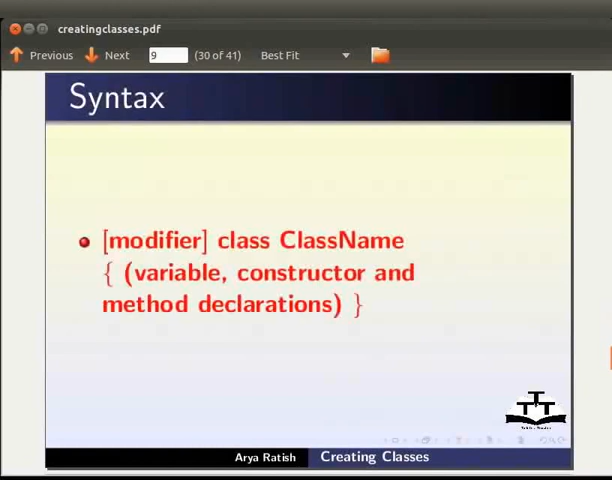 creatingclasses.pdf
Previous Next 9 (30 of 41) Best Fit
Syntax
[modifier] class ClassName
{ (variable, constructor and
method declarations) }
Arya Ratish Creating Classes